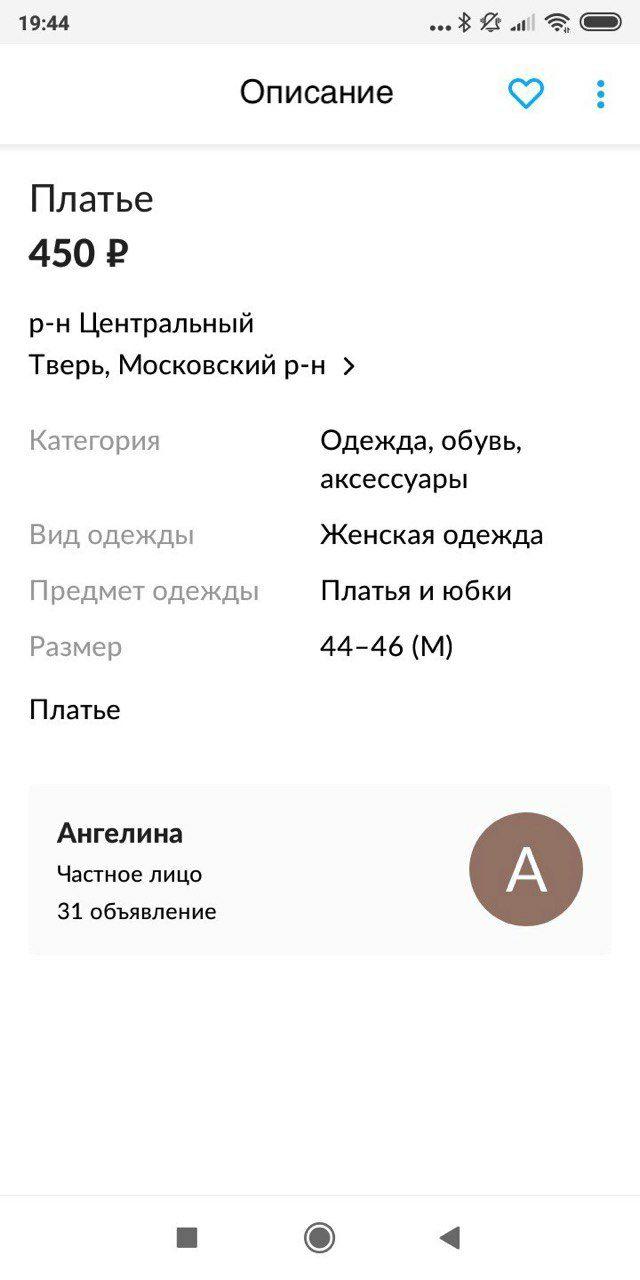 19:44
Описание
Платье
450 ₽
р-н Центральный
Тверь, Московский р-н
Категория
Одежда, обувь,
аксессуары
Вид одежды
Женская одежда
Предмет одежды
Платья и юбки
Размер
44–46 (M)
Платье
Ангелина
Частное лицо
31 объявление
А